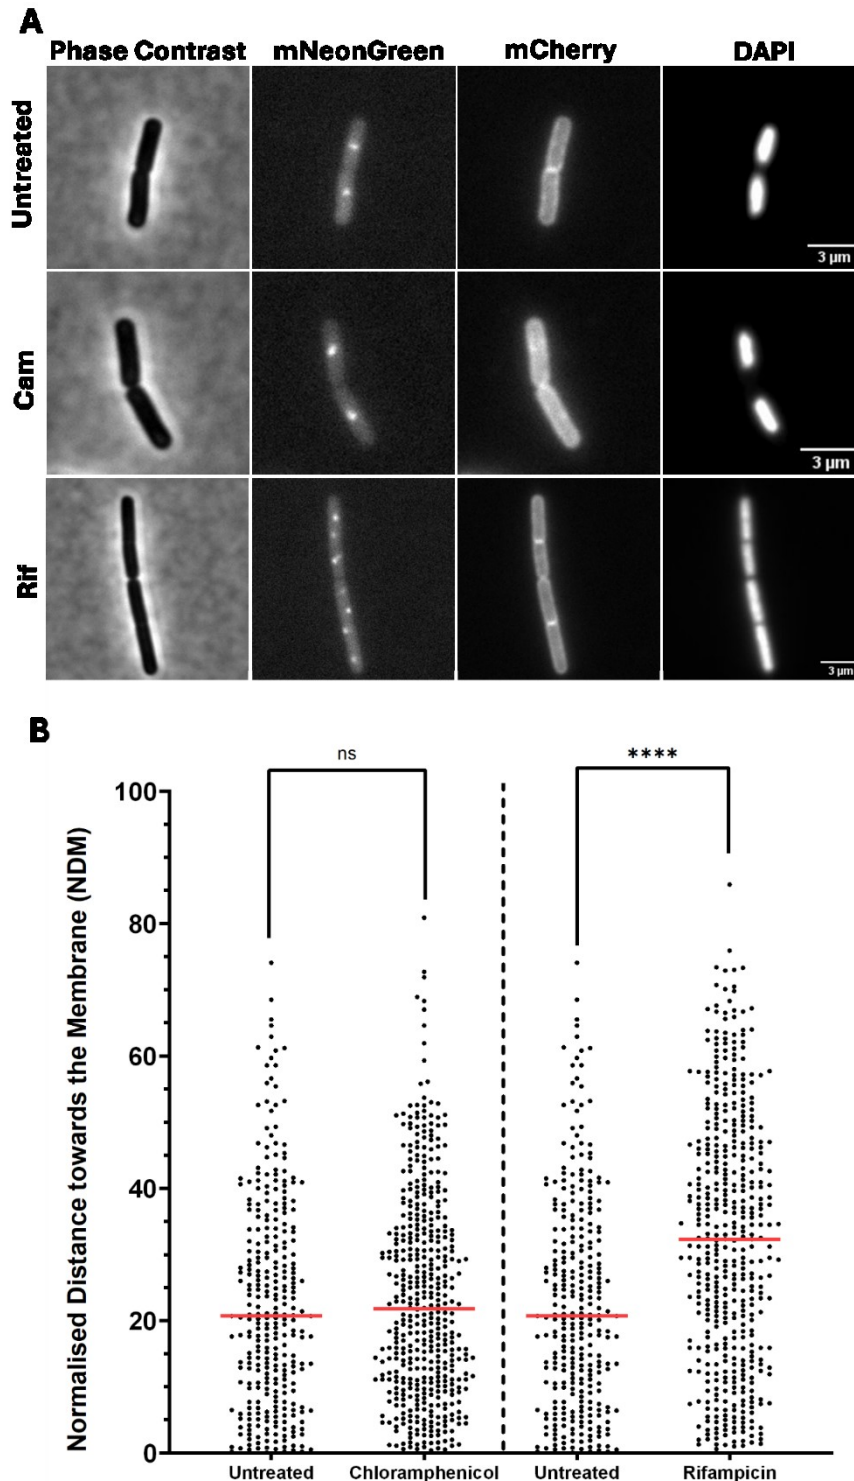 A
Phase Contrast mNeonGreen mCherry DAPI
Untreated
3 µm
Cam
3 µm
Rif
3 µm
B
ns ****
Normalised Distance towards the Membrane (NDM)
100
80
60
40
20
0
Untreated Chloramphenicol Untreated Rifampicin